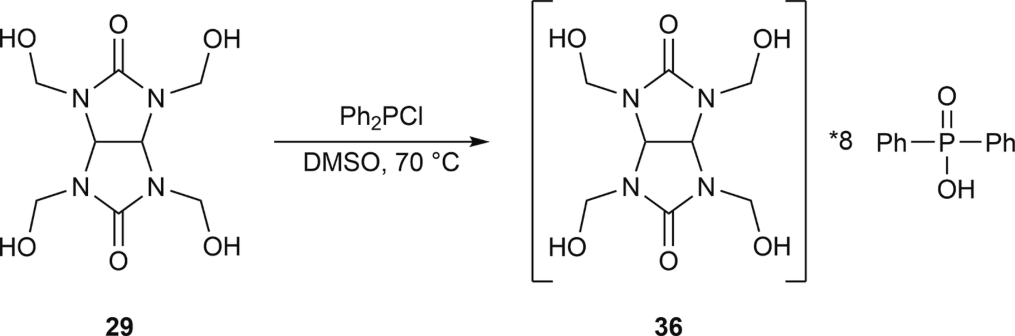 HO O OH
N N
N N
HO O OH
29
Ph₂PCl
DMSO, 70 °C
HO O OH
N N
N N
HO O OH
36
*8
O
Ph P Ph
OH